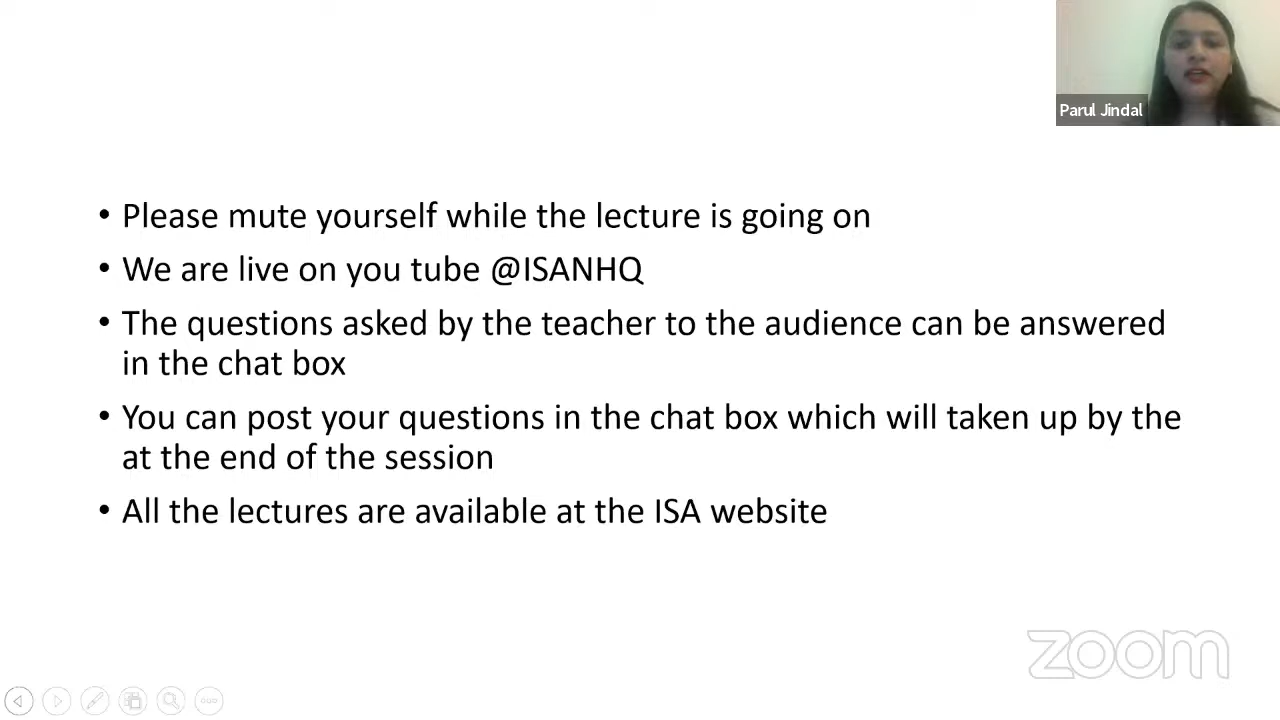 Parul Jindal
• Please mute yourself while the lecture is going on
• We are live on you tube @ISANHQ
• The questions asked by the teacher to the audience can be answered
in the chat box
• You can post your questions in the chat box which will taken up by the
at the end of the session
• All the lectures are available at the ISA website
zoom